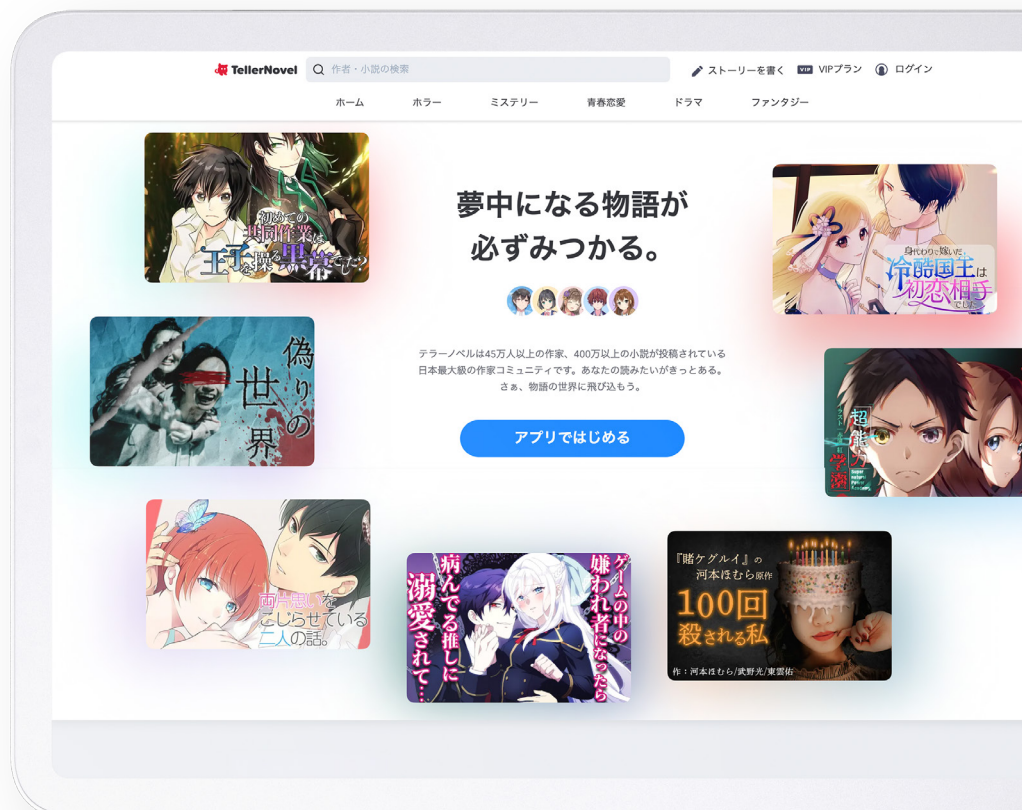 TellerNovel
作者・小説の検索
ストーリーを書く
VIP
VIPプラン
ログイン
ホーム
ホラー
ミステリー
青春恋愛
ドラマ
ファンタジー
初めての
共同作業は、
王子を操る黒幕でした?
夢中になる物語が
必ずみつかる。
身代わりで嫁いだ
冷酷国王は
初恋相手
でした
偽りの
世界
テラーノベルは45万人以上の作家、400万以上の小説が投稿されている
日本最大級の作家コミュニティです。あなたの読みたいがきっとある。
さぁ、物語の世界に飛び込もう。
アプリではじめる
超能力
学園
両片思いを
こじらせている
二人の話。
ゲームの中の
嫌われ者になったら
病んでる推しに
溺愛されて…
『賭ケグルイ』の
河本ほむら原作
100回
殺される私
作：河本ほむら/武野光/東雲佑